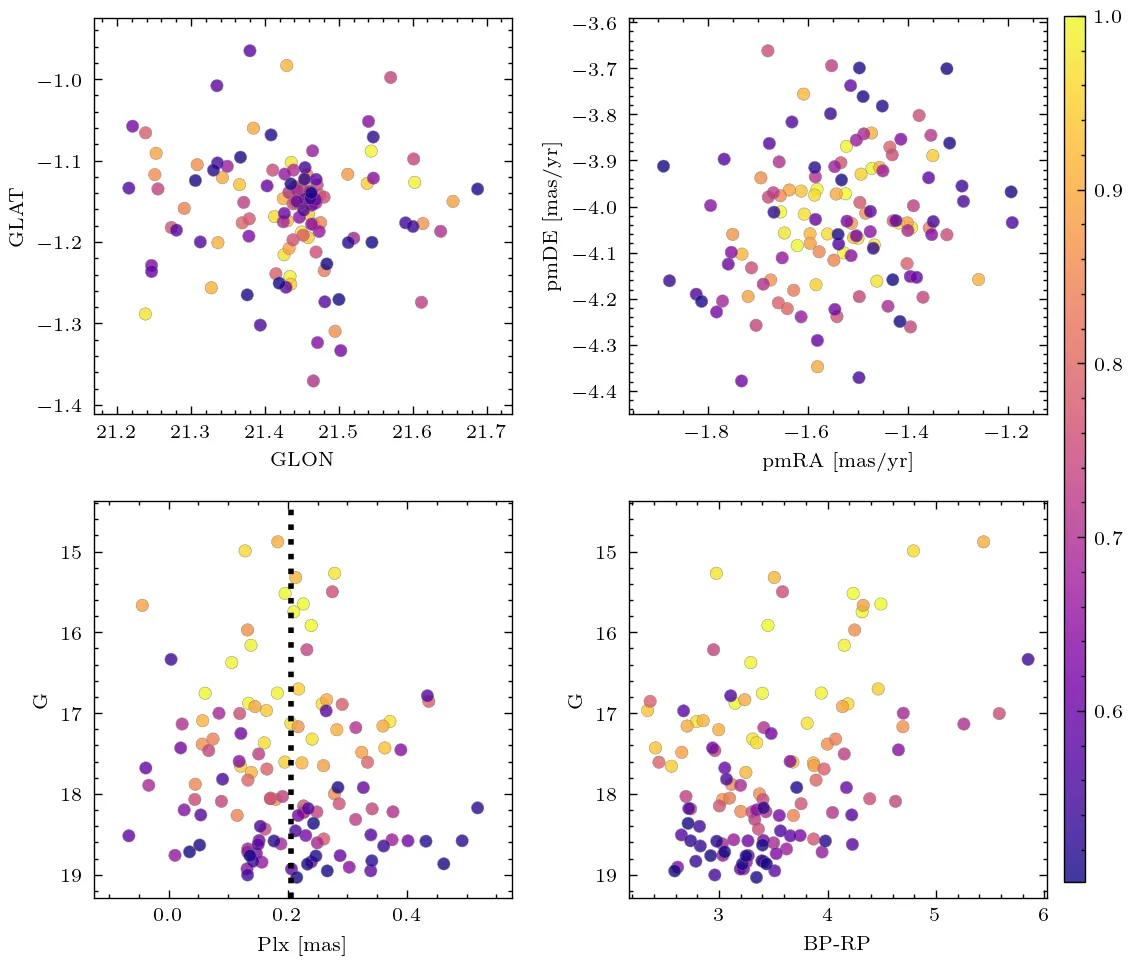 −1.0
−1.1
−1.2
−1.3
−1.4
GLAT
21.2 21.3 21.4 21.5 21.6 21.7
GLON
−3.6
−3.7
−3.8
−3.9
−4.0
−4.1
−4.2
−4.3
−4.4
pmDE [mas/yr]
−1.8 −1.6 −1.4 −1.2
pmRA [mas/yr]
1.0
0.9
0.8
0.7
0.6
15
16
17
18
19
G
0.0 0.2 0.4
Plx [mas]
15
16
17
18
19
G
3 4 5 6
BP-RP